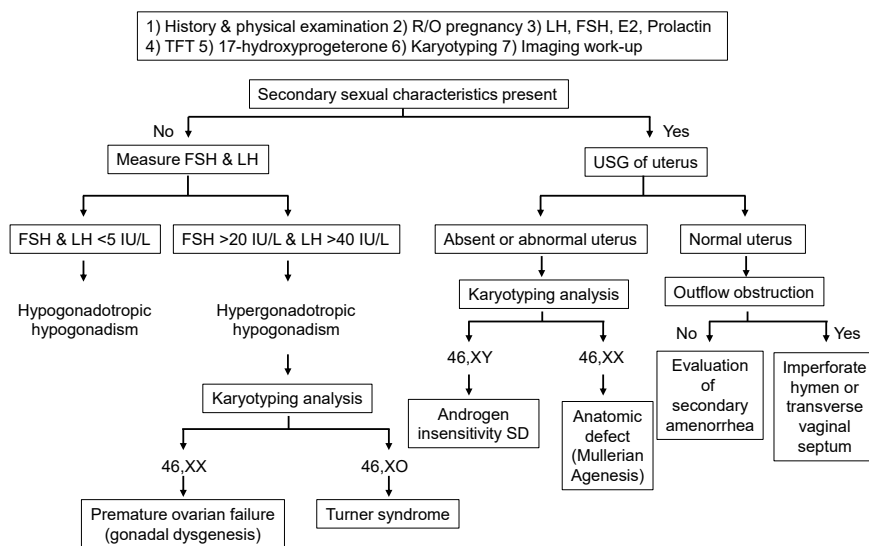 1) History & physical examination 2) R/O pregnancy 3) LH, FSH, E2, Prolactin
4) TFT 5) 17-hydroxyprogeterone 6) Karyotyping 7) Imaging work-up
Secondary sexual characteristics present
No
Yes
Measure FSH & LH
USG of uterus
FSH & LH <5 IU/L
FSH >20 IU/L & LH >40 IU/L
Absent or abnormal uterus
Normal uterus
Hypogonadotropic
hypogonadism
Hypergonadotropic
hypogonadism
Karyotyping analysis
Outflow obstruction
No
Yes
46,XY
46,XX
Evaluation
of
secondary
amenorrhea
Imperforate
hymen or
transverse
vaginal
septum
Karyotyping analysis
Androgen
insensitivity SD
Anatomic
defect
(Mullerian
Agenesis)
46,XX
46,XO
Premature ovarian failure
(gonadal dysgenesis)
Turner syndrome